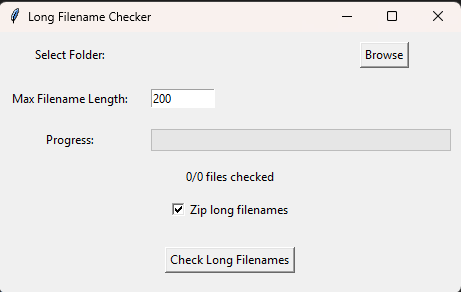 Long Filename Checker
Select Folder: Browse
Max Filename Length: 200
Progress:
0/0 files checked
Zip long filenames
Check Long Filenames